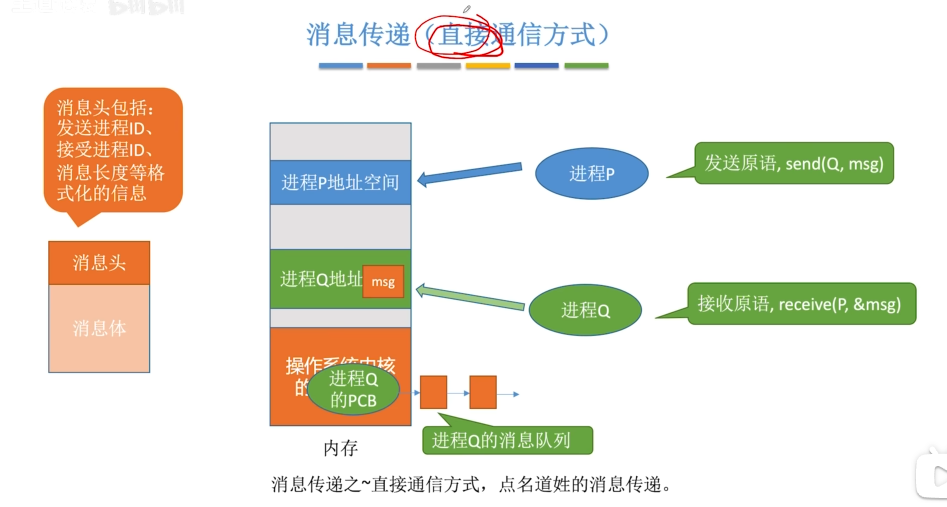 消息传递（直接通信方式）
消息头包括：
发送进程ID、
接受进程ID、
消息长度等格
式化的信息
消息头
消息体
进程P地址空间
进程Q地址
msg
操作系统内核
的
进程Q
的PCB
内存
进程P
发送原语, send(Q, msg)
进程Q
接收原语, receive(P, &msg)
进程Q的消息队列
消息传递之~直接通信方式，点名道姓的消息传递。